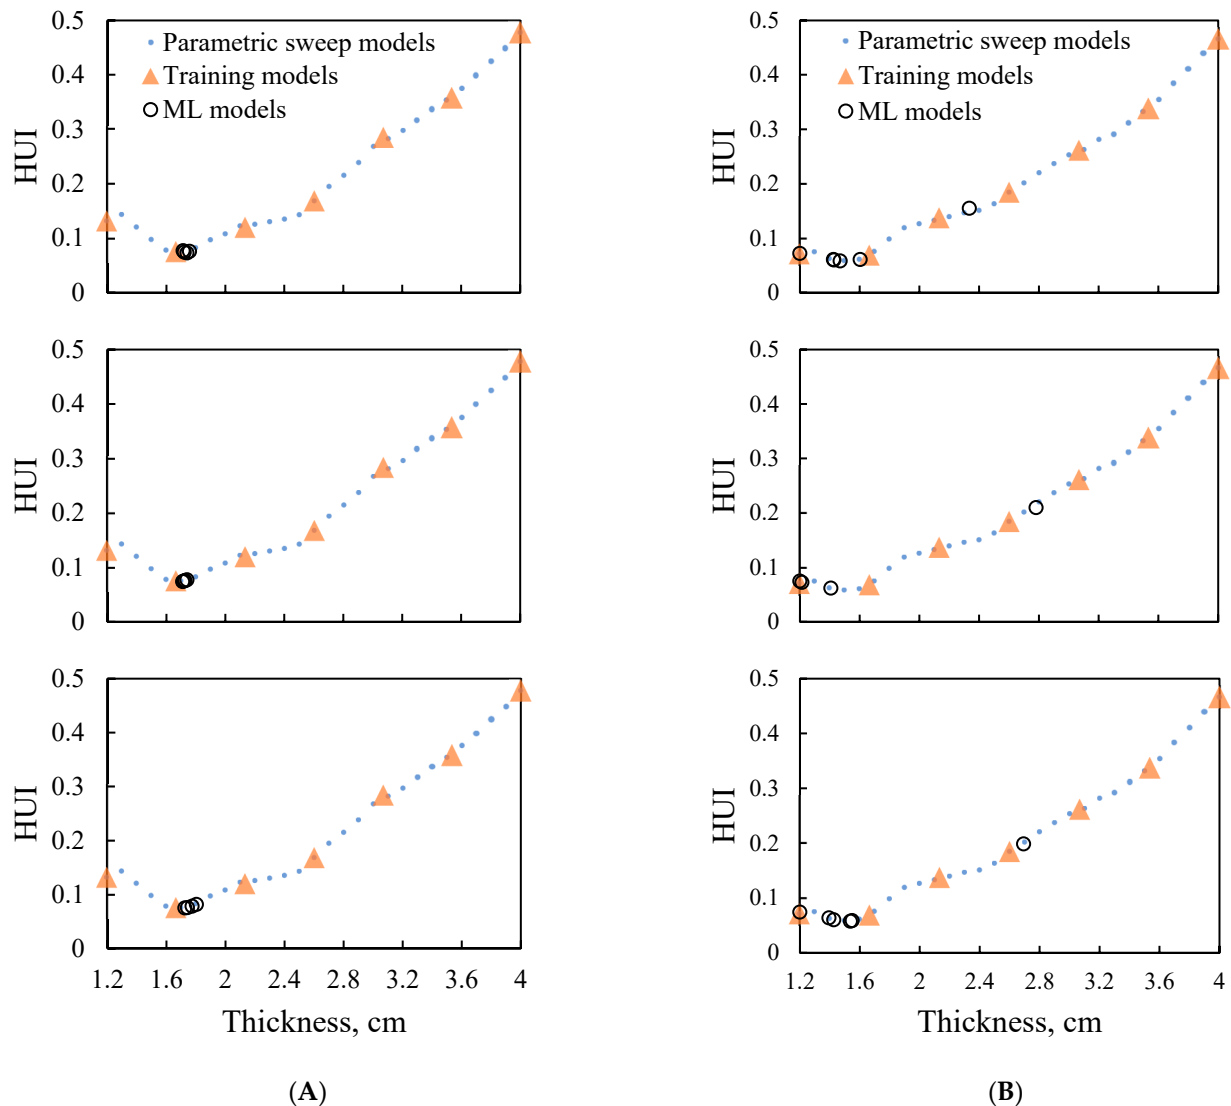 0.5
0.4
0.3
0.2
0.1
0
HUI
Parametric sweep models
Training models
ML models
0.5
0.4
0.3
0.2
0.1
0
HUI
0.5
0.4
0.3
0.2
0.1
0
HUI
1.2 1.6 2 2.4 2.8 3.2 3.6 4
Thickness, cm
(A)
0.5
0.4
0.3
0.2
0.1
0
HUI
Parametric sweep models
Training models
ML models
0.5
0.4
0.3
0.2
0.1
0
HUI
0.5
0.4
0.3
0.2
0.1
0
HUI
1.2 1.6 2 2.4 2.8 3.2 3.6 4
Thickness, cm
(B)